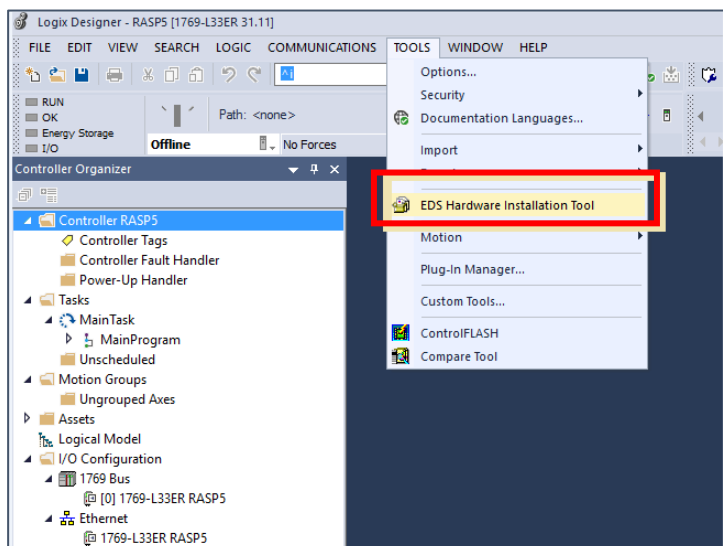 Logix Designer - RASP5 [1769-L33ER 31.11]
FILE EDIT VIEW SEARCH LOGIC COMMUNICATIONS TOOLS WINDOW HELP
RUN
OK
Energy Storage
I/O
Path: <none>
Offline
No Forces
Options...
Security
Documentation Languages...
Import
EDS Hardware Installation Tool
Motion
Plug-In Manager...
Custom Tools...
ControlFLASH
Compare Tool
Controller Organizer
Controller RASP5
Controller Tags
Controller Fault Handler
Power-Up Handler
Tasks
MainTask
MainProgram
Unscheduled
Motion Groups
Ungrouped Axes
Assets
Logical Model
I/O Configuration
1769 Bus
[0] 1769-L33ER RASP5
Ethernet
1769-L33ER RASP5